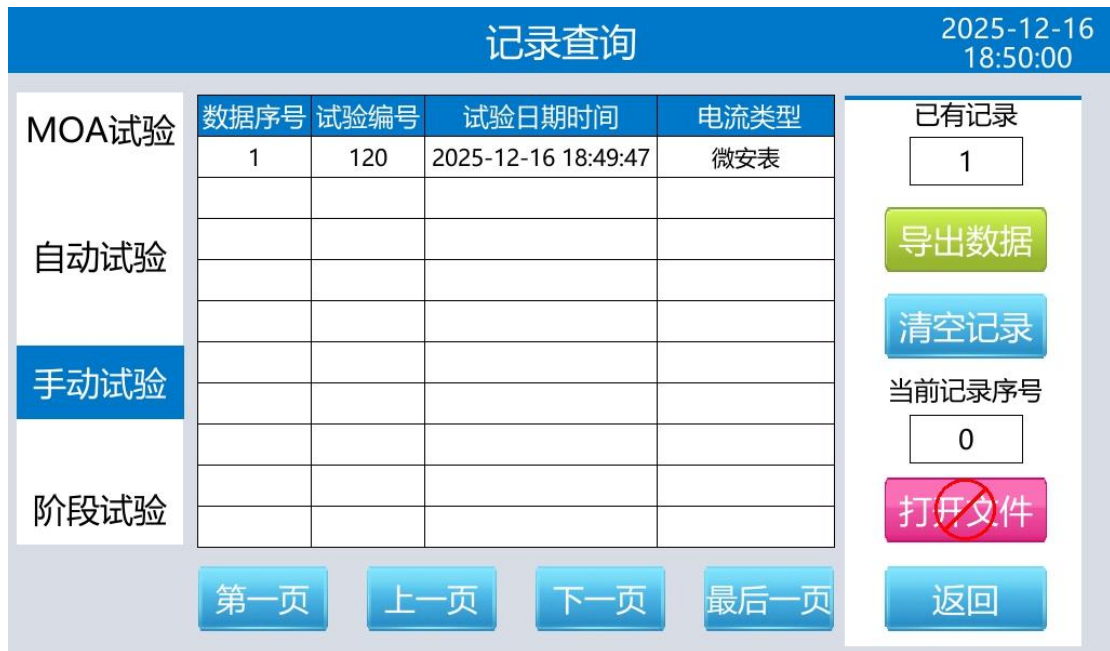 记录查询
2025-12-16
18:50:00
MOA试验
自动试验
手动试验
阶段试验
数据序号 试验编号 试验日期时间 电流类型
1 120 2025-12-16 18:49:47 微安表
已有记录
1
导出数据
清空记录
当前记录序号
0
打开文件
返回
第一页 上一页 下一页 最后一页